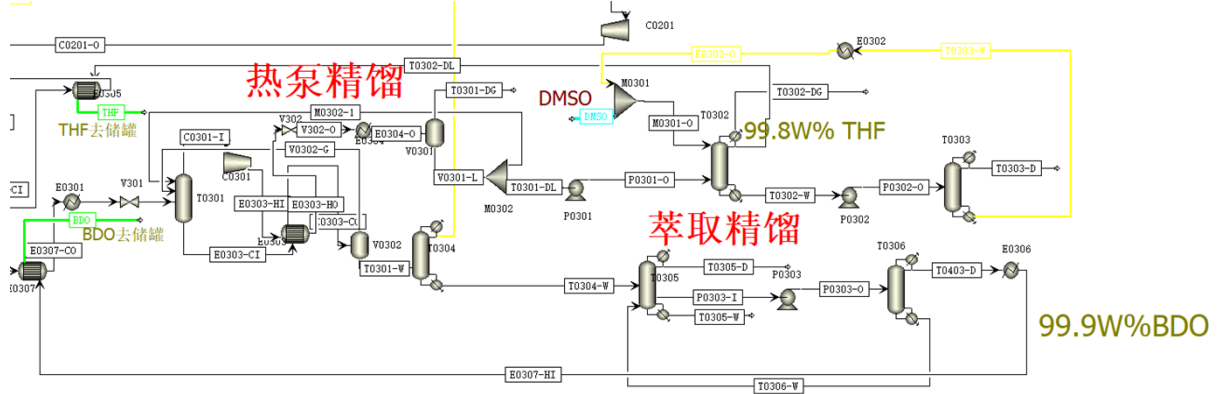 C0201
C0201-O
E0302-O
E0302
T0303-W
T0302-DL
热泵精馏
T0301-DG
M0301
T0302-DG
E0305
THF
DMSO
DMSO
THF去储罐
M0302-1
M0301-O
T0302
99.8W% THF
C0301-I
V302
V302-O
E0304
E0304-O
V0301
T0303
V0302-G
C0301
V0301-L
T0303-D
E0301
V301
T0301
E0303-HI
E0303-HO
M0302
T0301-DL
P0301
P0301-O
T0302-W
P0302
P0302-O
BDO
BDO去储罐
E0303
萃取精馏
E0307-CO
E0303-CI
V0302
T0304
T0301-W
T0306
E0306
E0307
T0305-D
T0305
P0303
T0403-D
T0304-W
P0303-I
P0303-O
T0305-W
99.9W%BDO
E0307-HI
T0306-W